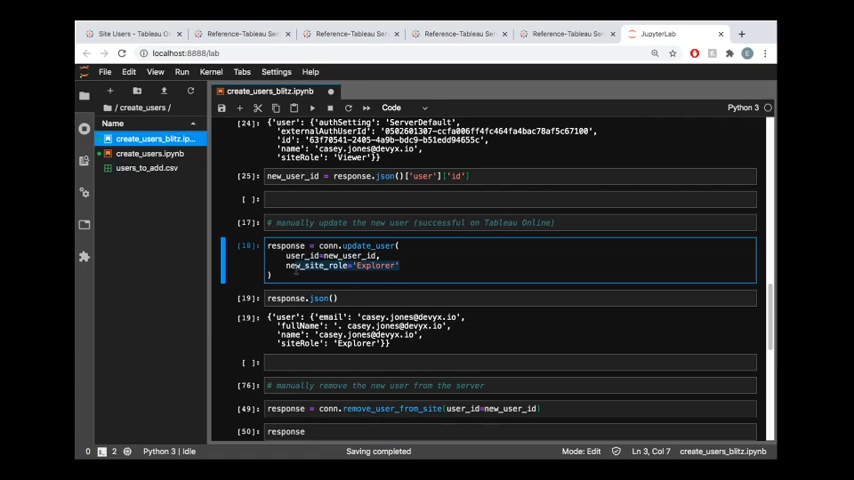 Site Users - Tableau Onli
Reference-Tableau Ser
Reference-Tableau Ser
Reference-Tableau Ser
Reference-Tableau Ser
JupyterLab
localhost:8888/lab
File Edit View Run Kernel Tabs Settings Help
create_users_blitz.ipynb
/ create_users /
Code
Python 3
Name
create_users_blitz.ip...
create_users.ipynb
users_to_add.csv
[24]: {'user': {'authSetting': 'ServerDefault',
'externalAuthUserId': '0502601307-ccfa006ff4fc464fa4bac78af5c67100',
'id': '63f70541-2405-4a9b-bdc9-b51edd94655c',
'name': 'casey.jones@devyx.io',
'siteRole': 'Viewer'}}
[25]: new_user_id = response.json()['user']['id']
[ ]:
[17]: # manually update the new user (successful on Tableau Online)
[18]: response = conn.update_user(
user_id=new_user_id,
new_site_role='Explorer'
)
[19]: response.json()
[19]: {'user': {'email': 'casey.jones@devyx.io',
'fullName': '. casey.jones@devyx.io',
'name': 'casey.jones@devyx.io',
'siteRole': 'Explorer'}}
[ ]:
[76]: # manually remove the new user from the server
[49]: response = conn.remove_user_from_site(user_id=new_user_id)
[50]: response
0 2 Python 3 | Idle Saving completed Mode: Edit Ln 3, Col 7 create_users_blitz.ipynb